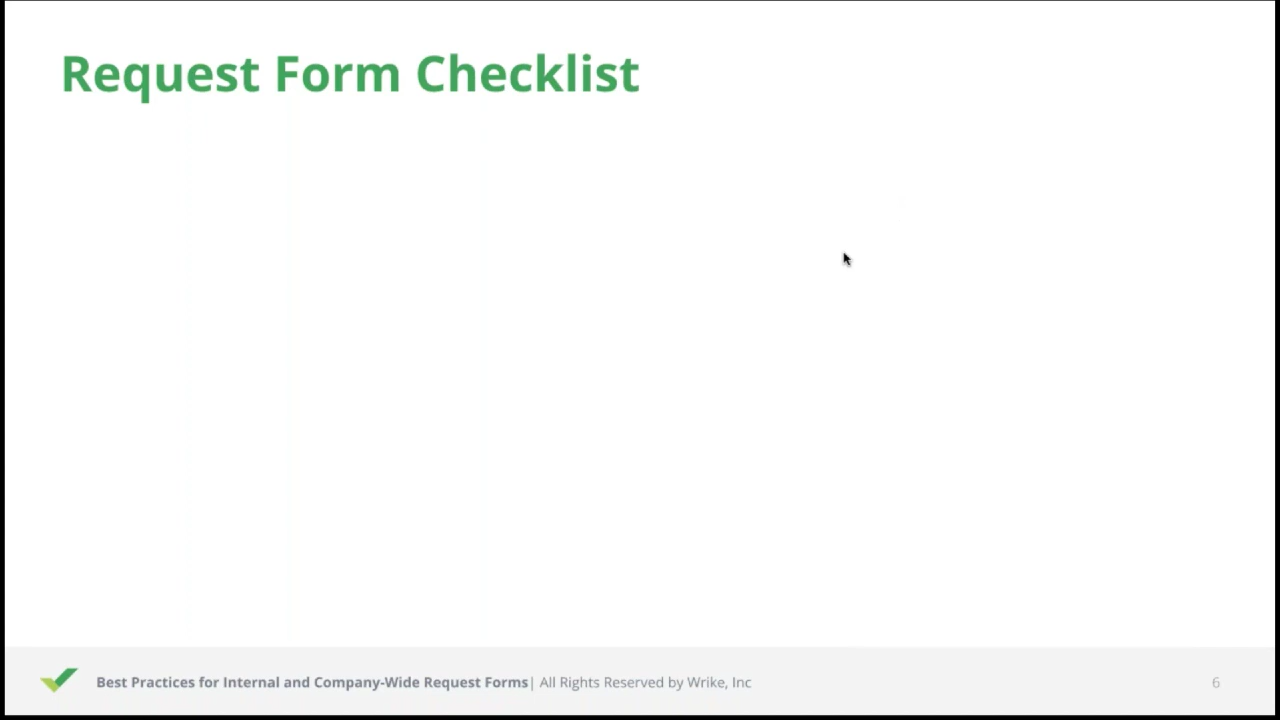 Request Form Checklist
Best Practices for Internal and Company-Wide Request Forms| All Rights Reserved by Wrike, Inc
6